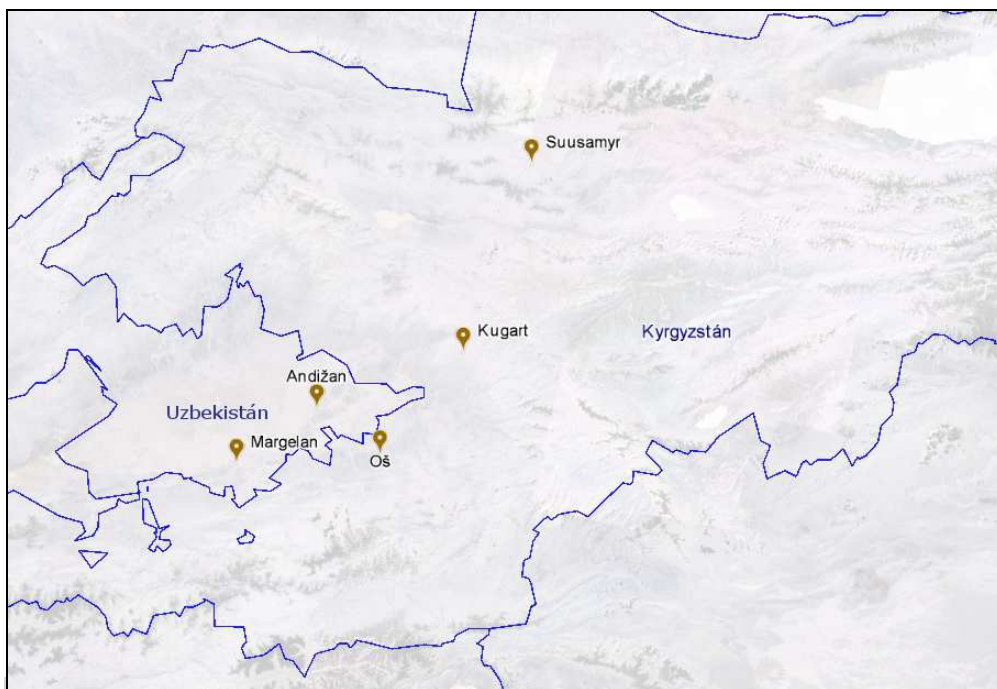 Suusamyr
Kugart
Kyrgyzstán
Andižan
Uzbekistán
Margelan
Oš